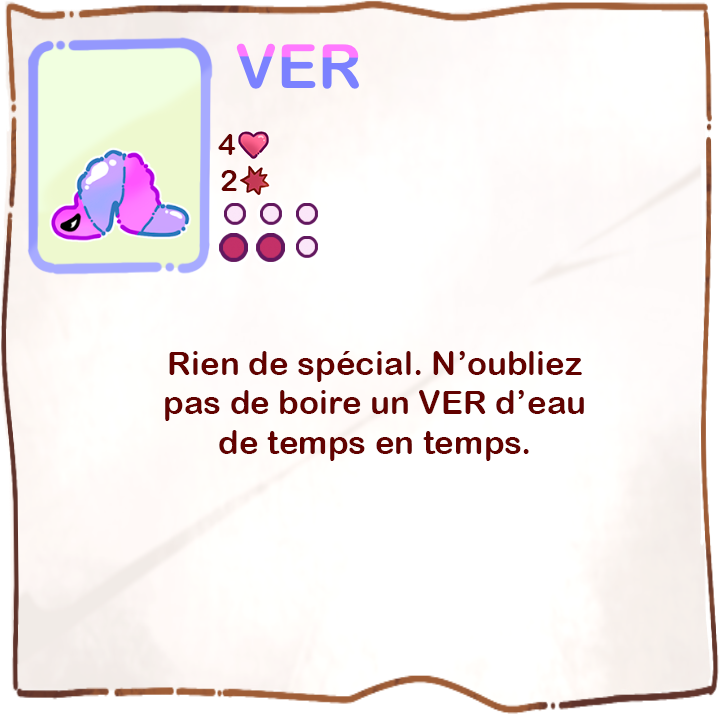 VER
4
2
Rien de spécial. N’oubliez
pas de boire un VER d’eau
de temps en temps.